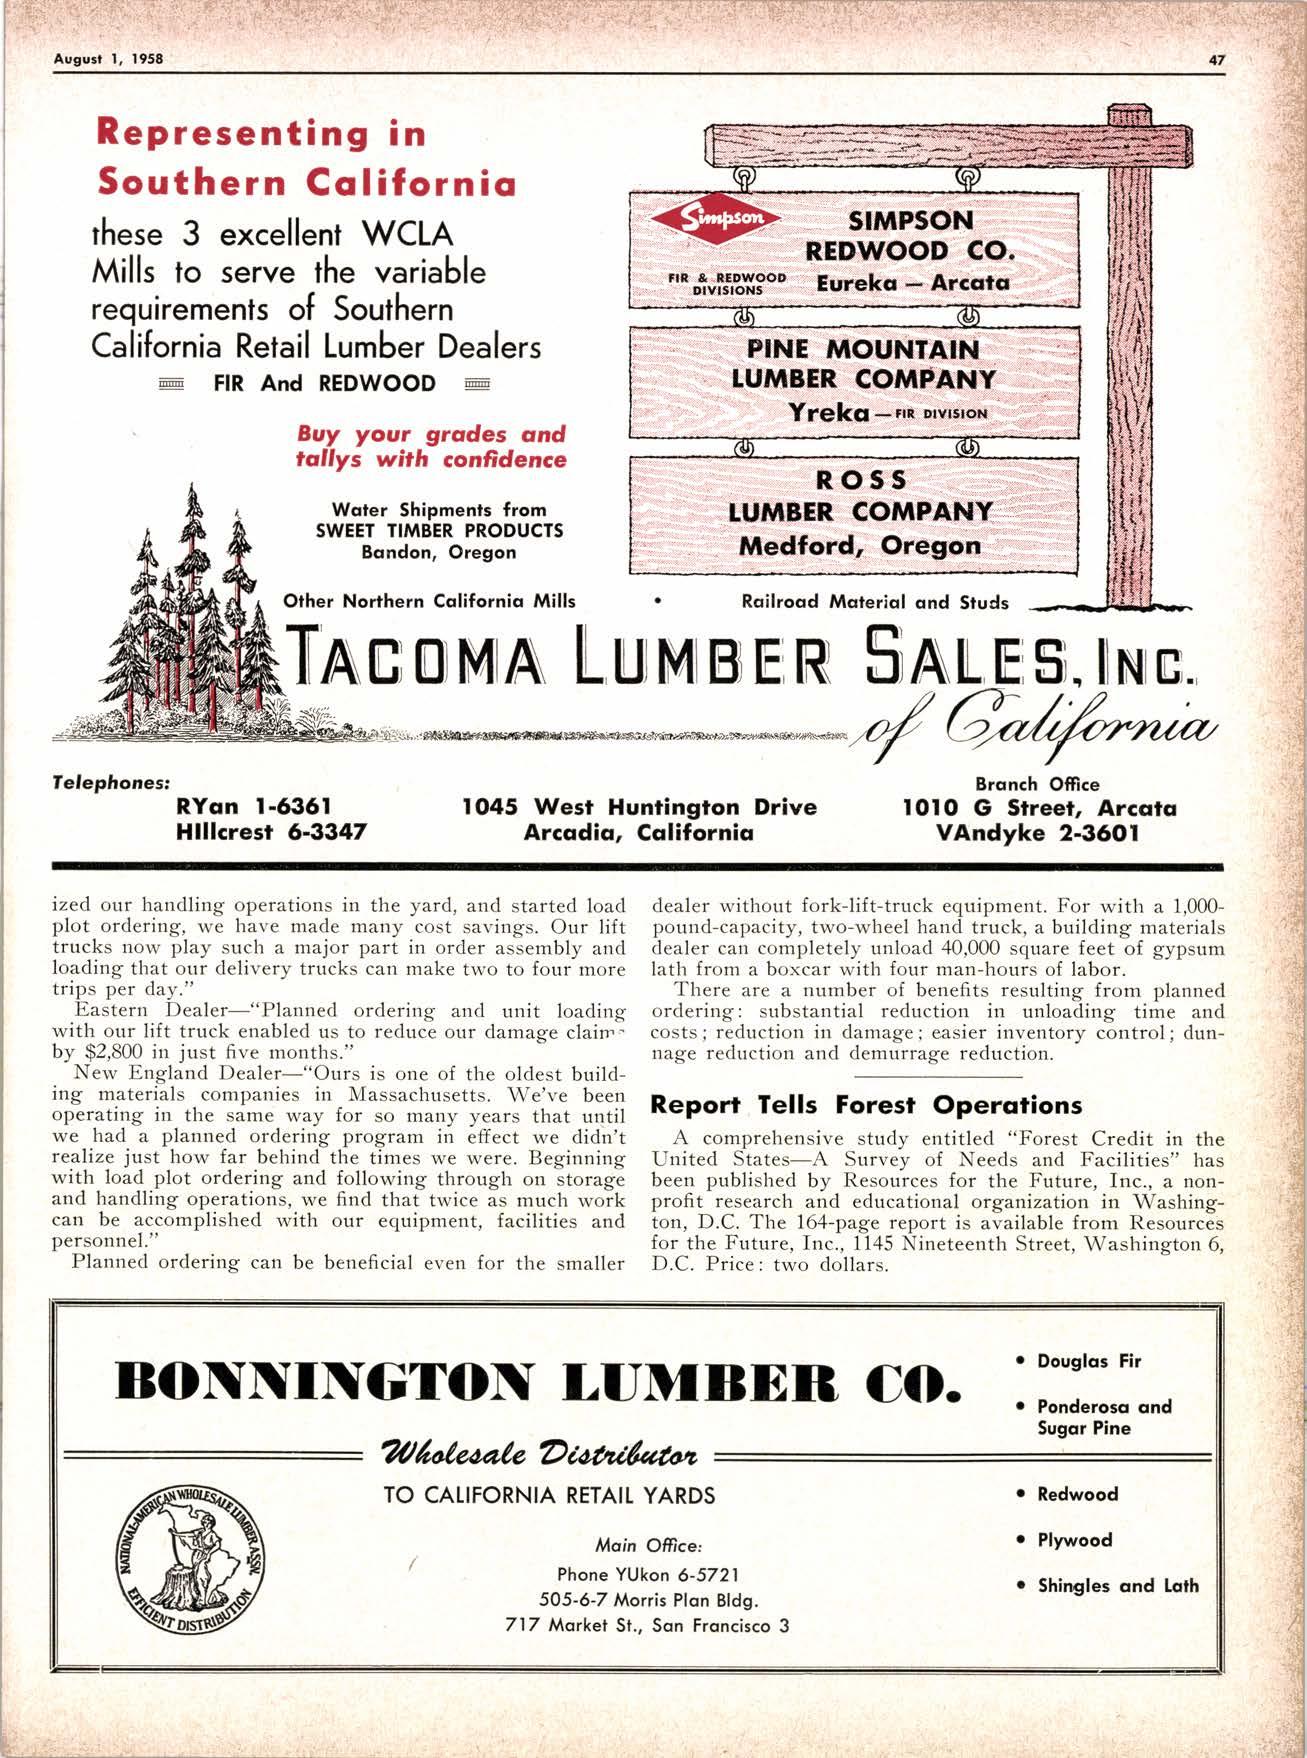 August 1, 1958
47
Representing in
Southern California
these 3 excellent WCLA
Mills to serve the variable
requirements of Southern
California Retail Lumber Dealers
FIR And REDWOOD
Buy your grades and
tallys with confidence
Water Shipments from
SWEET TIMBER PRODUCTS
Bandon, Oregon
Simpson
FIR & REDWOOD
DIVISIONS
SIMPSON
REDWOOD CO.
Eureka — Arcata
PINE MOUNTAIN
LUMBER COMPANY
Yreka — FIR DIVISION
ROSS
LUMBER COMPANY
Medford, Oregon
Other Northern California Mills • Railroad Material and Studs
TACOMA LUMBER SALES, INC.
of California
Telephones:
RYan 1-6361
HIllcrest 6-3347
1045 West Huntington Drive
Arcadia, California
Branch Office
1010 G Street, Arcata
VAndyke 2-3601
ized our handling operations in the yard, and started load
plot ordering, we have made many cost savings. Our lift
trucks now play such a major part in order assembly and
loading that our delivery trucks can make two to four more
trips per day.”
Eastern Dealer—“Planned ordering and unit loading
with our lift truck enabled us to reduce our damage claims
by $2,800 in just five months.”
New England Dealer—“Ours is one of the oldest build-
ing materials companies in Massachusetts. We’ve been
operating in the same way for so many years that until
we had a planned ordering program in effect we didn’t
realize just how far behind the times we were. Beginning
with load plot ordering and following through on storage
and handling operations, we find that twice as much work
can be accomplished with our equipment, facilities and
personnel.”
Planned ordering can be beneficial even for the smaller
dealer without fork-lift-truck equipment. For with a 1,000-
pound-capacity, two-wheel hand truck, a building materials
dealer can completely unload 40,000 square feet of gypsum
lath from a boxcar with four man-hours of labor.
There are a number of benefits resulting from planned
ordering: substantial reduction in unloading time and
costs; reduction in damage; easier inventory control; dun-
nage reduction and demurrage reduction.
Report Tells Forest Operations
A comprehensive study entitled “Forest Credit in the
United States—A Survey of Needs and Facilities” has
been published by Resources for the Future, Inc., a non-
profit research and educational organization in Washing-
ton, D.C. The 164-page report is available from Resources
for the Future, Inc., 1145 Nineteenth Street, Washington 6,
D.C. Price: two dollars.
BONNINGTON LUMBER CO.
Wholesale Distributor
TO CALIFORNIA RETAIL YARDS
Main Office:
Phone YUkon 6-5721
505-6-7 Morris Plan Bldg.
717 Market St., San Francisco 3
NATIONAL-AMERICAN WHOLESALE LUMBER ASSN.
EFFICIENT DISTRIBUTION
• Douglas Fir
• Ponderosa and
Sugar Pine
• Redwood
• Plywood
• Shingles and Lath